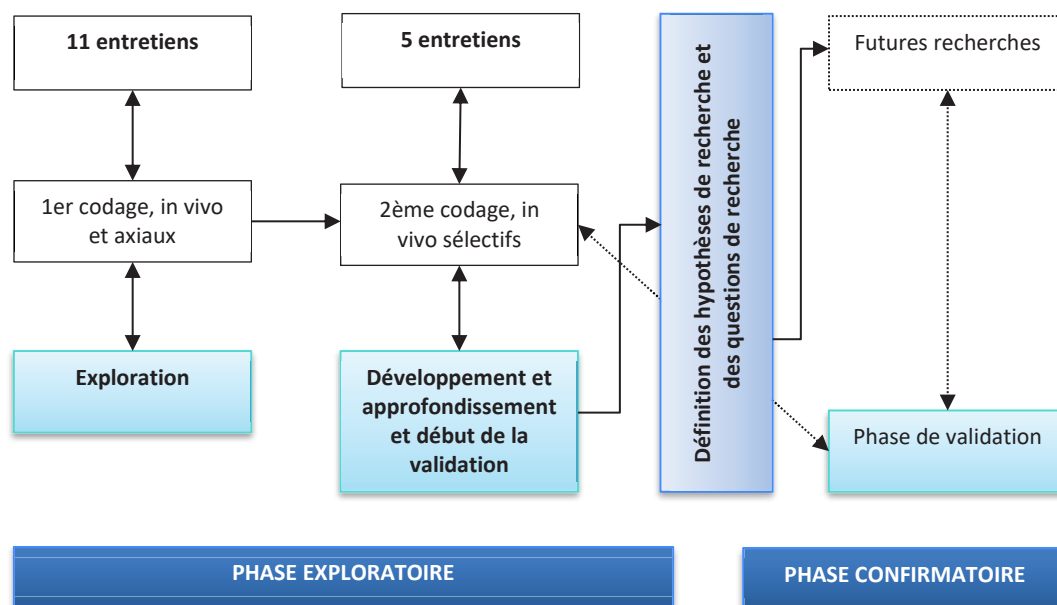 11 entretiens
5 entretiens
Futures recherches
1er codage, in vivo
et axiaux
2ème codage, in
vivo sélectifs
Définition des hypothèses de recherche et
des questions de recherche
Exploration
Développement et
approfondissement
et début de la
validation
Phase de validation
PHASE EXPLORATOIRE
PHASE CONFIRMATOIRE